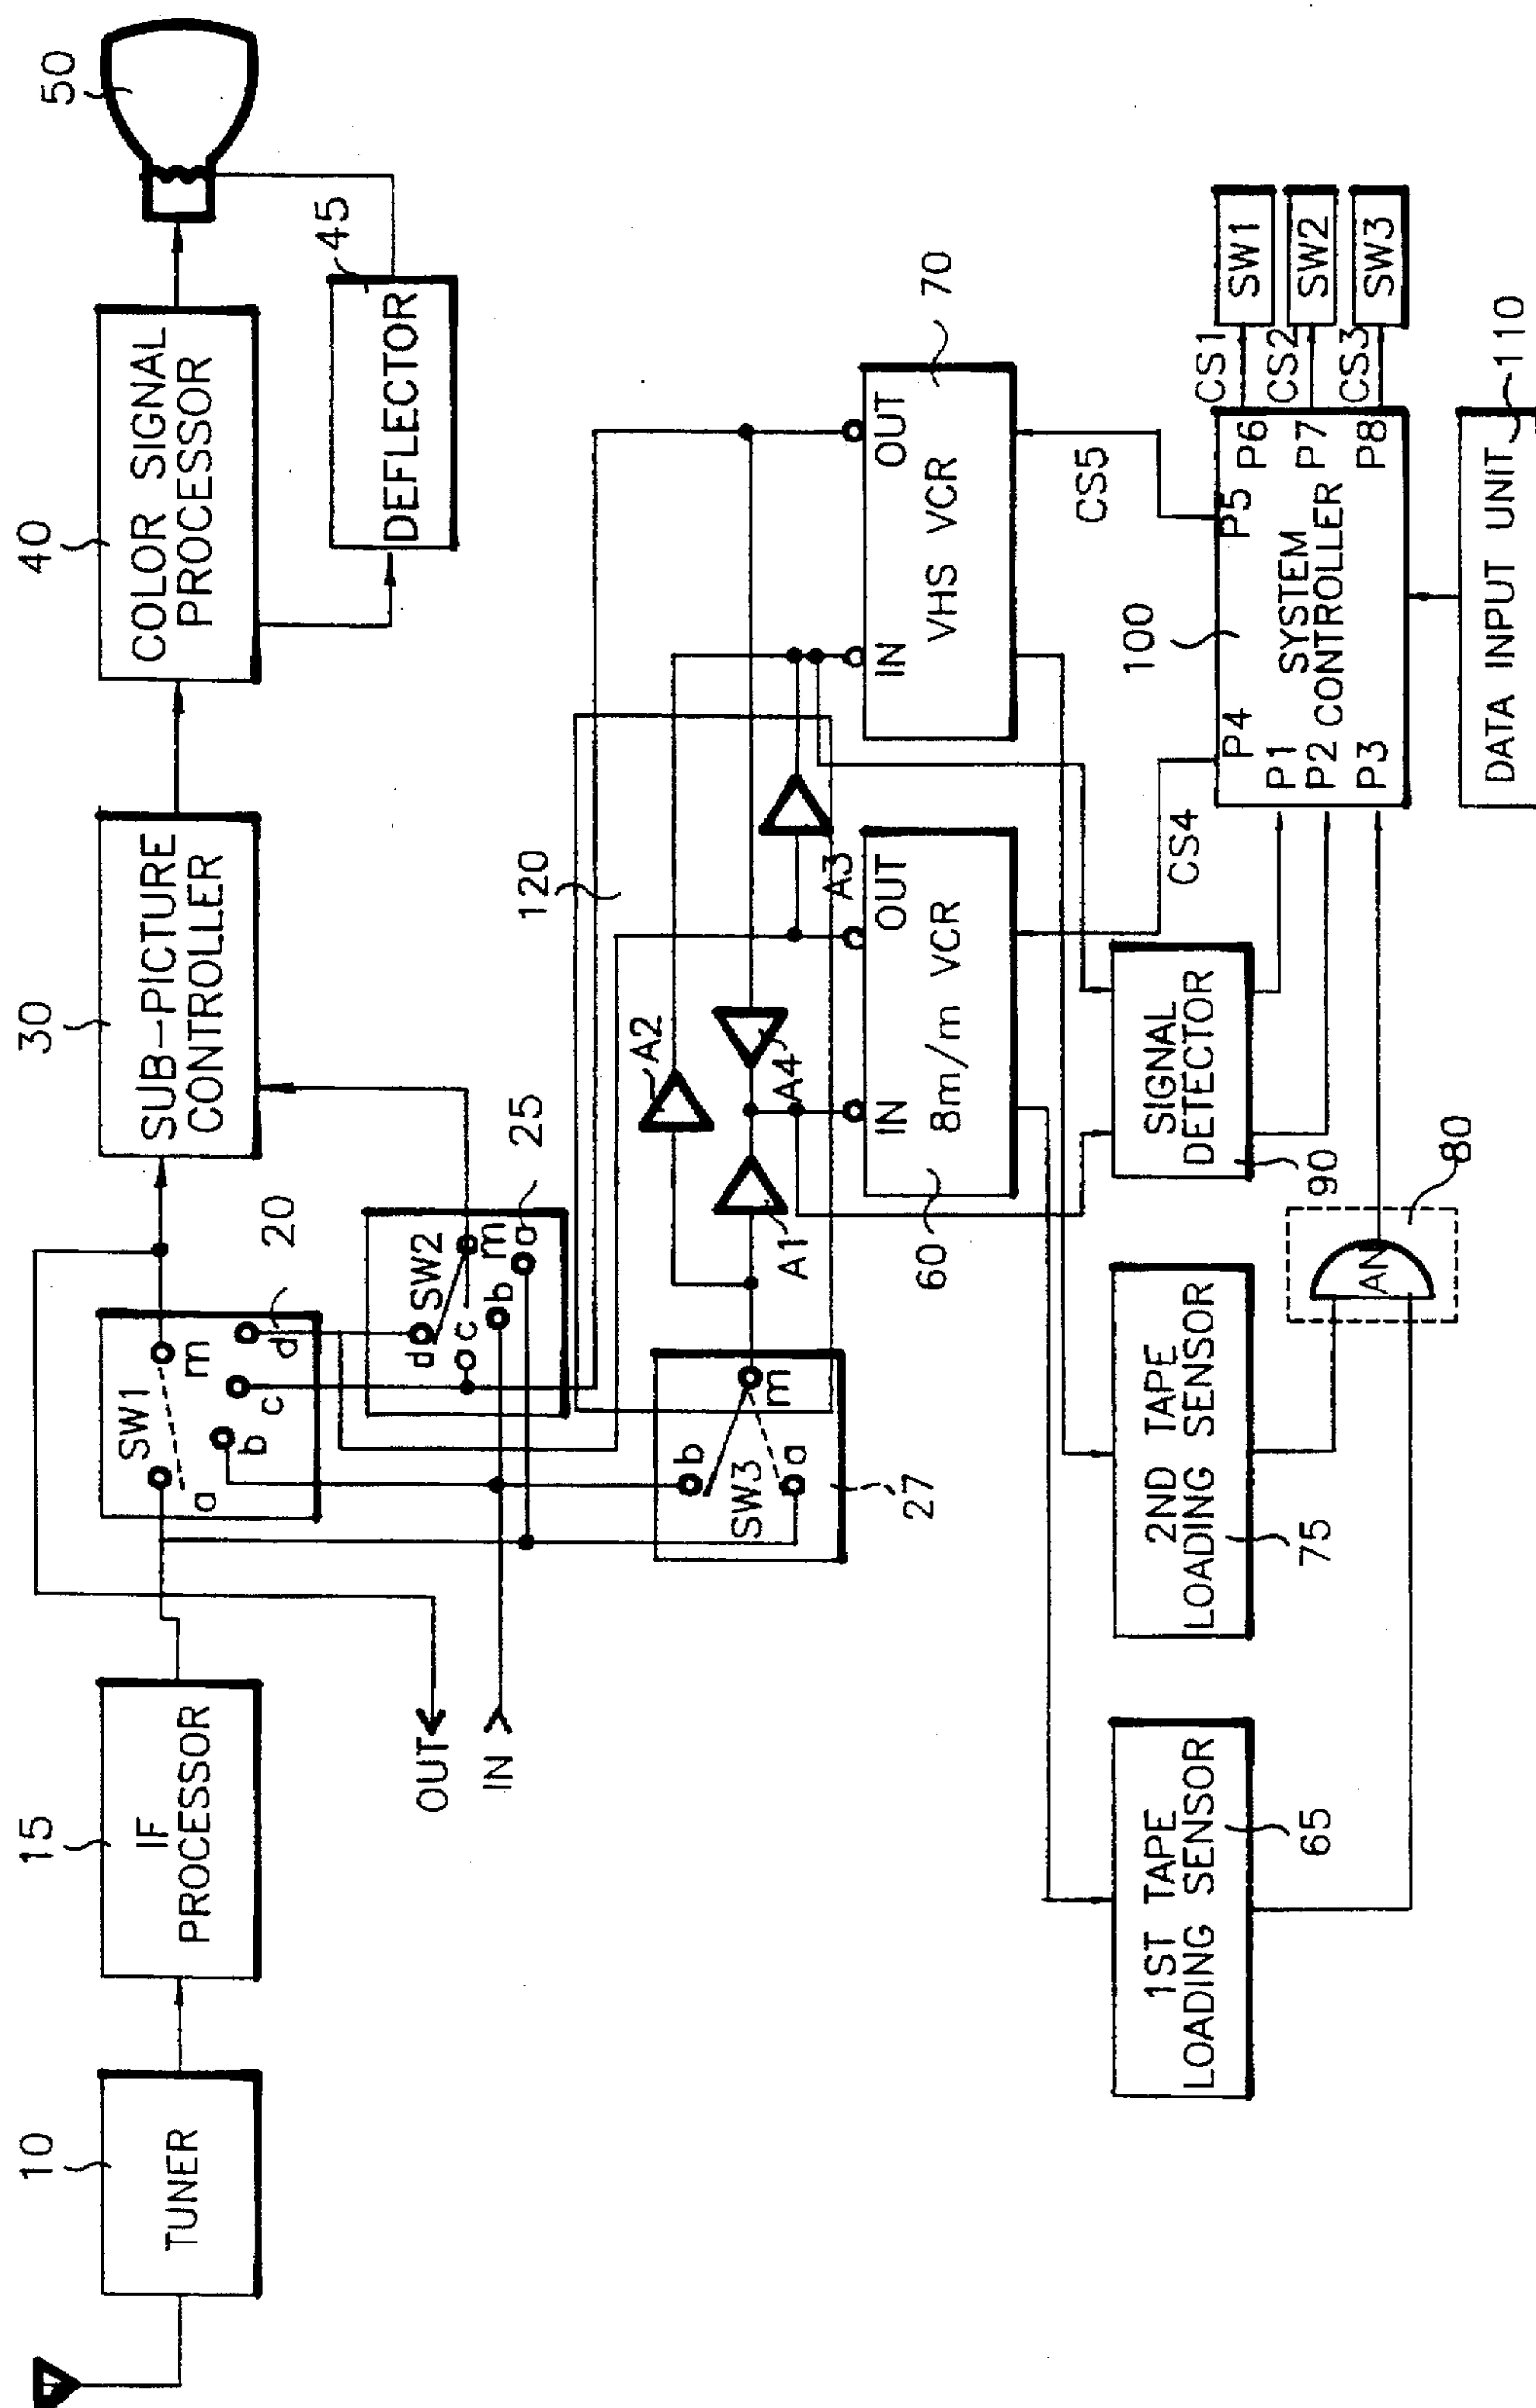 10
TUNER
15
IF
PROCESSOR
OUT
IN
SW1
a
b
c
d
m
20
30
SUB-PICTURE
CONTROLLER
40
COLOR SIGNAL
PROCESSOR
50
45
DEFLECTOR
SW2
d
c
b
a
m
25
SW3
b
a
m
27
120
A1
A2
A3
A4
IN
OUT
8m/m VCR
60
IN
OUT
VHS VCR
70
1ST TAPE
LOADING SENSOR
65
2ND TAPE
LOADING SENSOR
75
SIGNAL
DETECTOR
90
AN
80
CS4
CS5
100
P4
P5
P1
P2
P3
SYSTEM
CONTROLLER
P6
P7
P8
CS1
CS2
CS3
SW1
SW2
SW3
DATA INPUT UNIT
110